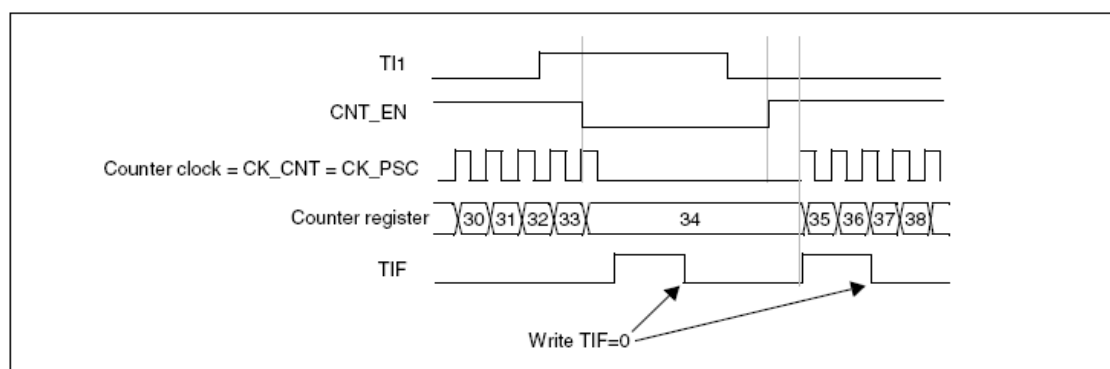 TI1
CNT_EN
Counter clock = CK_CNT = CK_PSC
Counter register 30 31 32 33 34 35 36 37 38
TIF
Write TIF=0